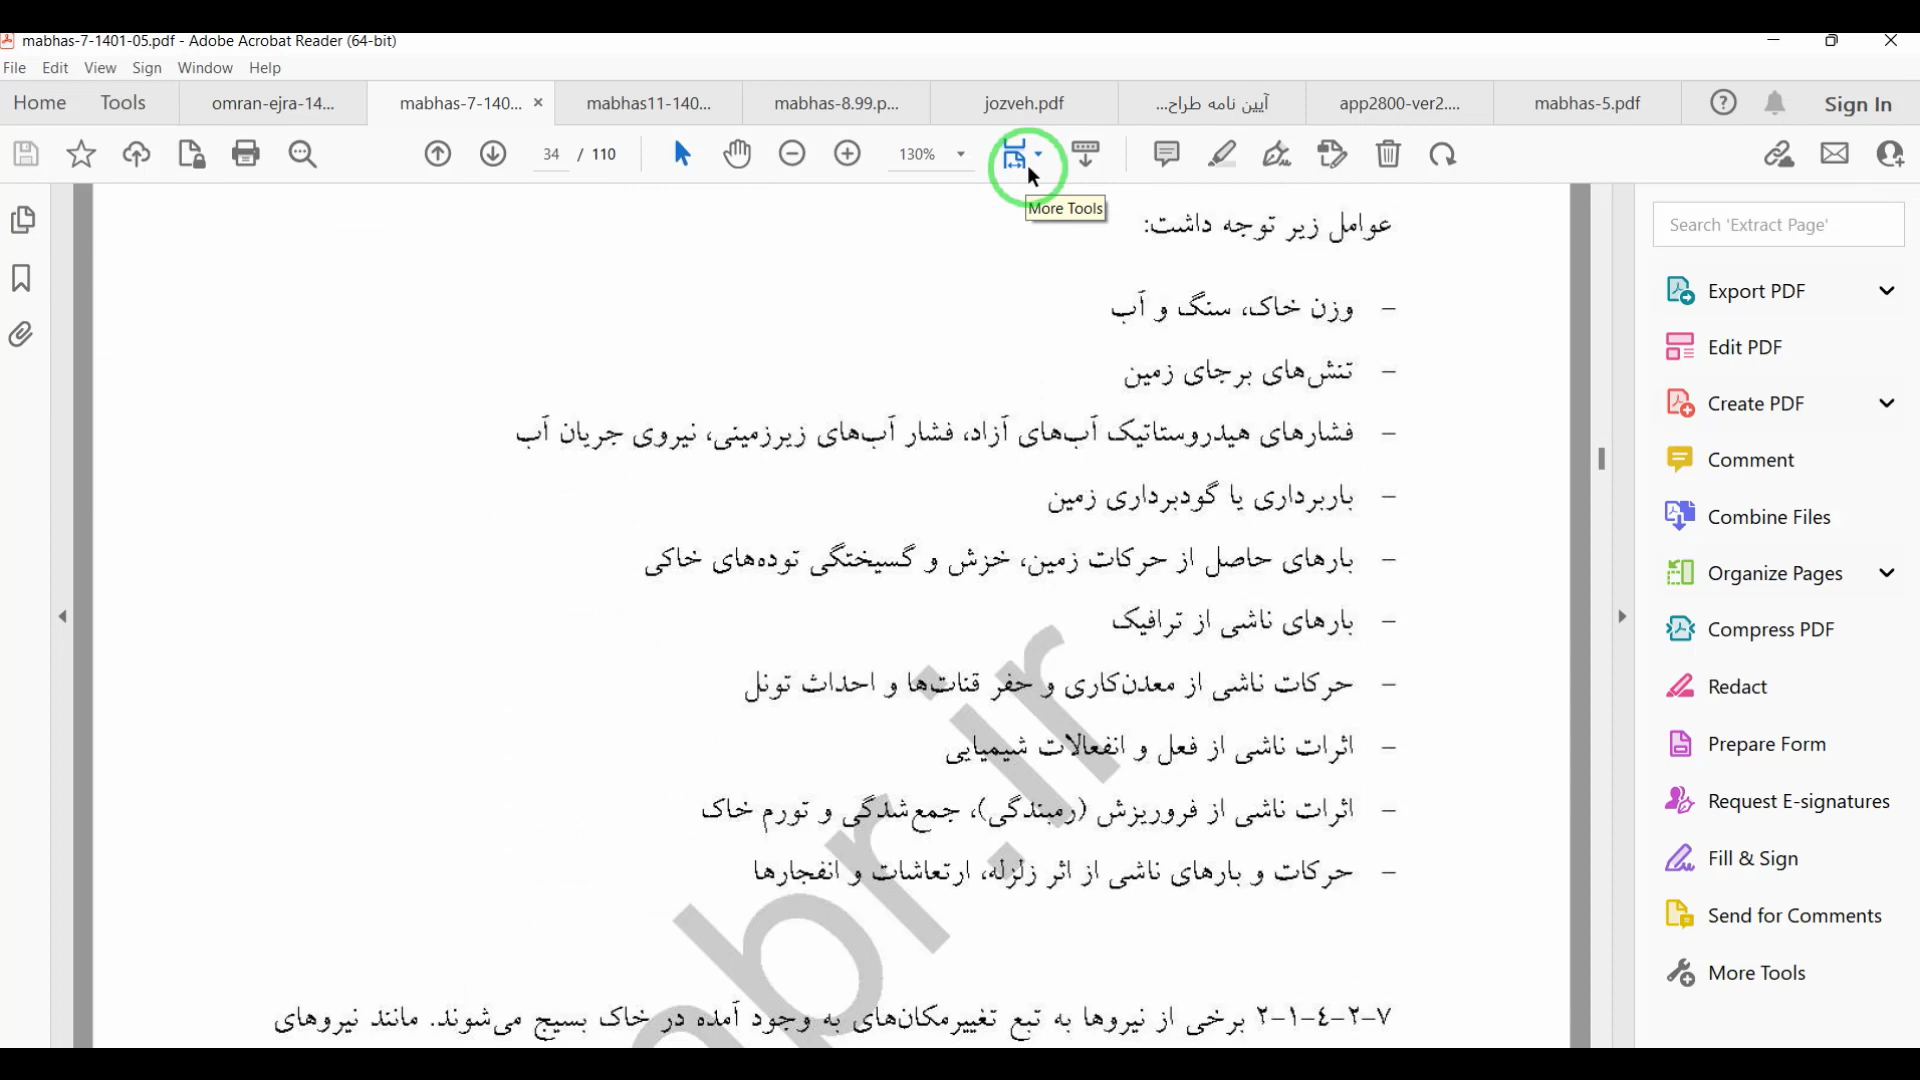 mabhas-7-1401-05.pdf - Adobe Acrobat Reader (64-bit)
File Edit View Sign Window Help
Home Tools omran-ejra-14... mabhas-7-140... × mabhas11-140... mabhas-8.99.p... jozveh.pdf آیین نامه طراح... app2800-ver2.... mabhas-5.pdf Sign In
34 / 110 130%
More Tools
عوامل زیر توجه داشت:
- وزن خاک، سنگ و آب
- تنش‌های برجای زمین
- فشارهای هیدروستاتیک آب‌های آزاد، فشار آب‌های زیرزمینی، نیروی جریان آب
- باربرداری یا گودبرداری زمین
- بارهای حاصل از حرکات زمین، خزش و گسیختگی توده‌های خاکی
- بارهای ناشی از ترافیک
- حرکات ناشی از معدن‌کاری و حفر قنات‌ها و احداث تونل
- اثرات ناشی از فعل و انفعالات شیمیایی
- اثرات ناشی از فروریزش (رمبندگی)، جمع‌شدگی و تورم خاک
- حرکات و بارهای ناشی از اثر زلزله، ارتعاشات و انفجارها
۷-۲-۴-۱-۲ برخی از نیروها به تبع تغییرمکان‌های به وجود آمده در خاک بسیج می‌شوند. مانند نیروهای
nbr.ir
Search 'Extract Page'
Export PDF
Edit PDF
Create PDF
Comment
Combine Files
Organize Pages
Compress PDF
Redact
Prepare Form
Request E-signatures
Fill & Sign
Send for Comments
More Tools